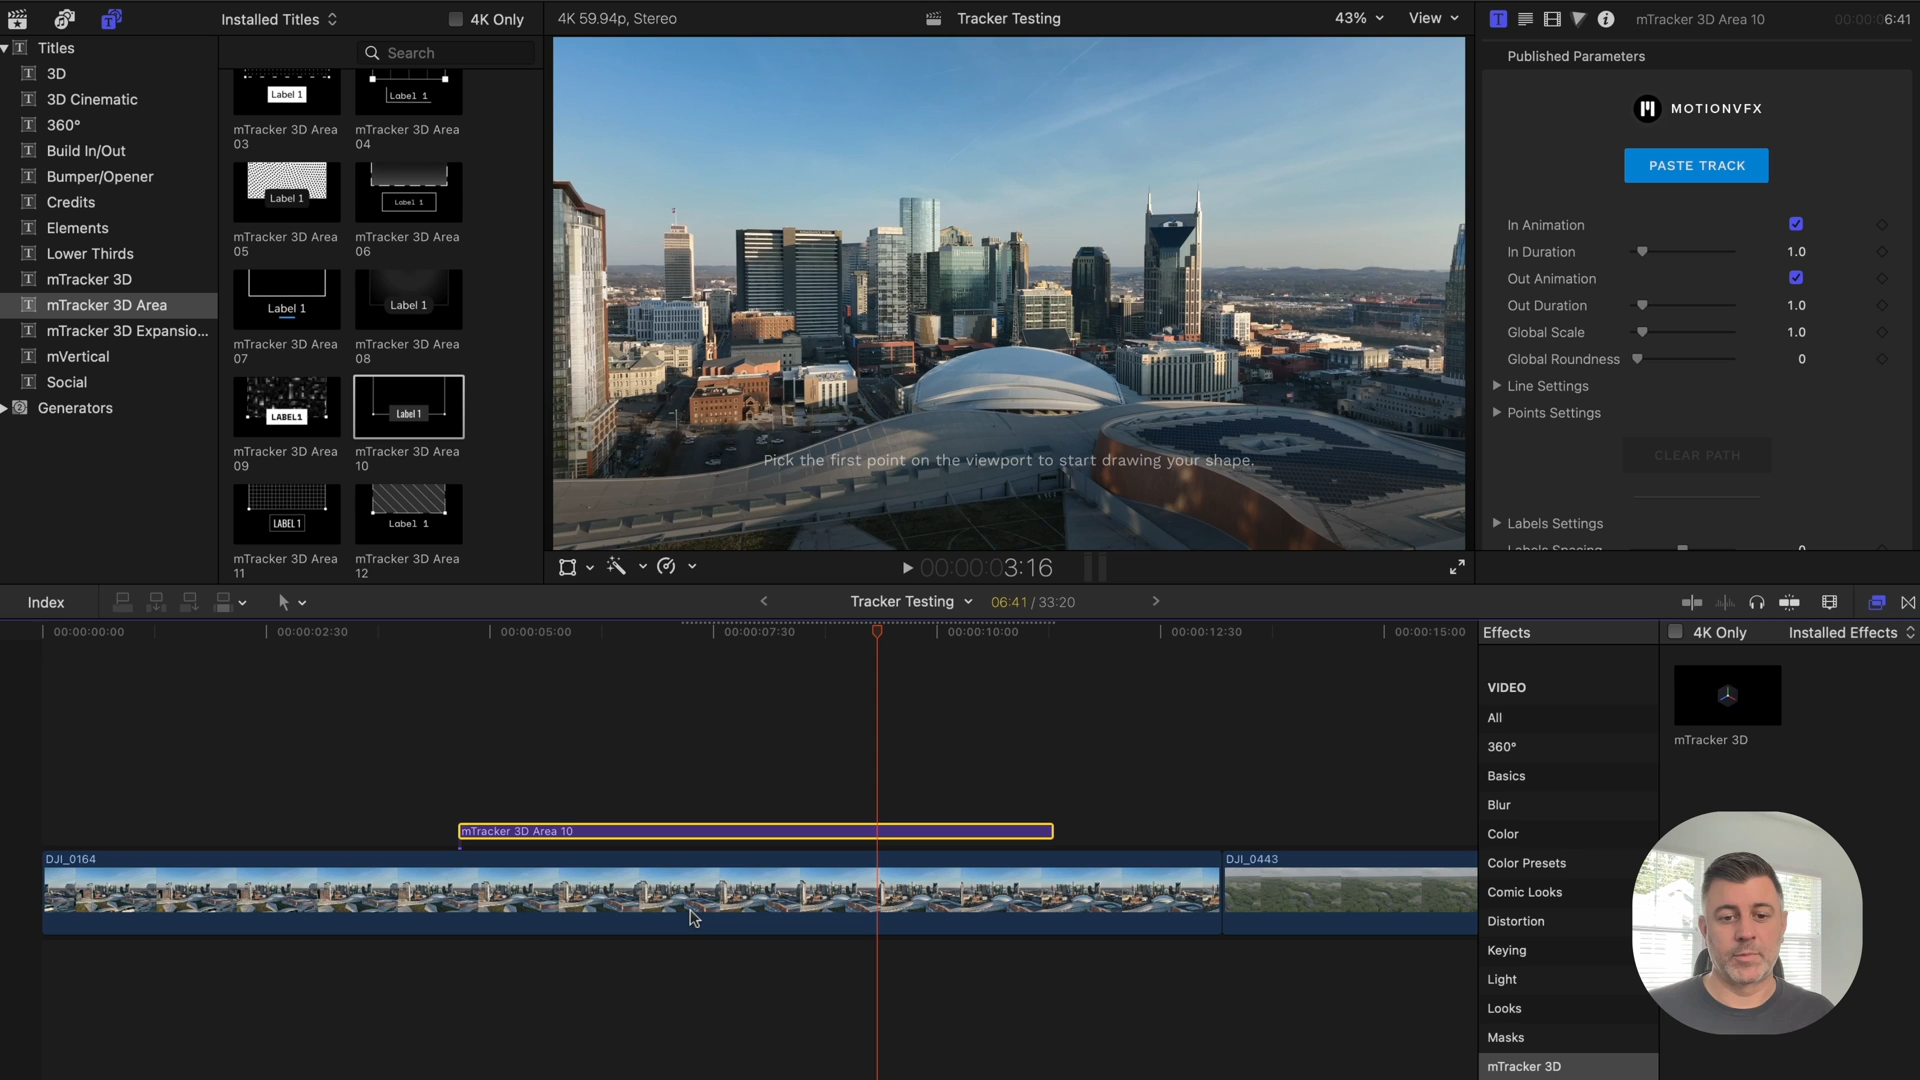 Installed Titles
4K Only
4K 59.94p, Stereo
Tracker Testing
43%
View
mTracker 3D Area 10
00:00:06:41
Titles
3D
3D Cinematic
360°
Build In/Out
Bumper/Opener
Credits
Elements
Lower Thirds
mTracker 3D
mTracker 3D Area
mTracker 3D Expansio...
mVertical
Social
Generators
Search
Label 1
Label 1
mTracker 3D Area
03
mTracker 3D Area
04
Label 1
Label 1
mTracker 3D Area
05
mTracker 3D Area
06
Label 1
Label 1
mTracker 3D Area
07
mTracker 3D Area
08
LABEL1
Label 1
mTracker 3D Area
09
mTracker 3D Area
10
LABEL 1
Label 1
mTracker 3D Area
11
mTracker 3D Area
12
Pick the first point on the viewport to start drawing your shape.
00:00:03:16
Published Parameters
MOTIONVFX
PASTE TRACK
In Animation
In Duration 1.0
Out Animation
Out Duration 1.0
Global Scale 1.0
Global Roundness 0
Line Settings
Points Settings
CLEAR PATH
Labels Settings
Labels Spacing 0
Index
Tracker Testing
06:41 / 33:20
00:00:00:00
00:00:02:30
00:00:05:00
00:00:07:30
00:00:10:00
00:00:12:30
00:00:15:00
mTracker 3D Area 10
DJI_0164
DJI_0443
Effects
4K Only
Installed Effects
VIDEO
All
360°
Basics
Blur
Color
Color Presets
Comic Looks
Distortion
Keying
Light
Looks
Masks
mTracker 3D
mTracker 3D